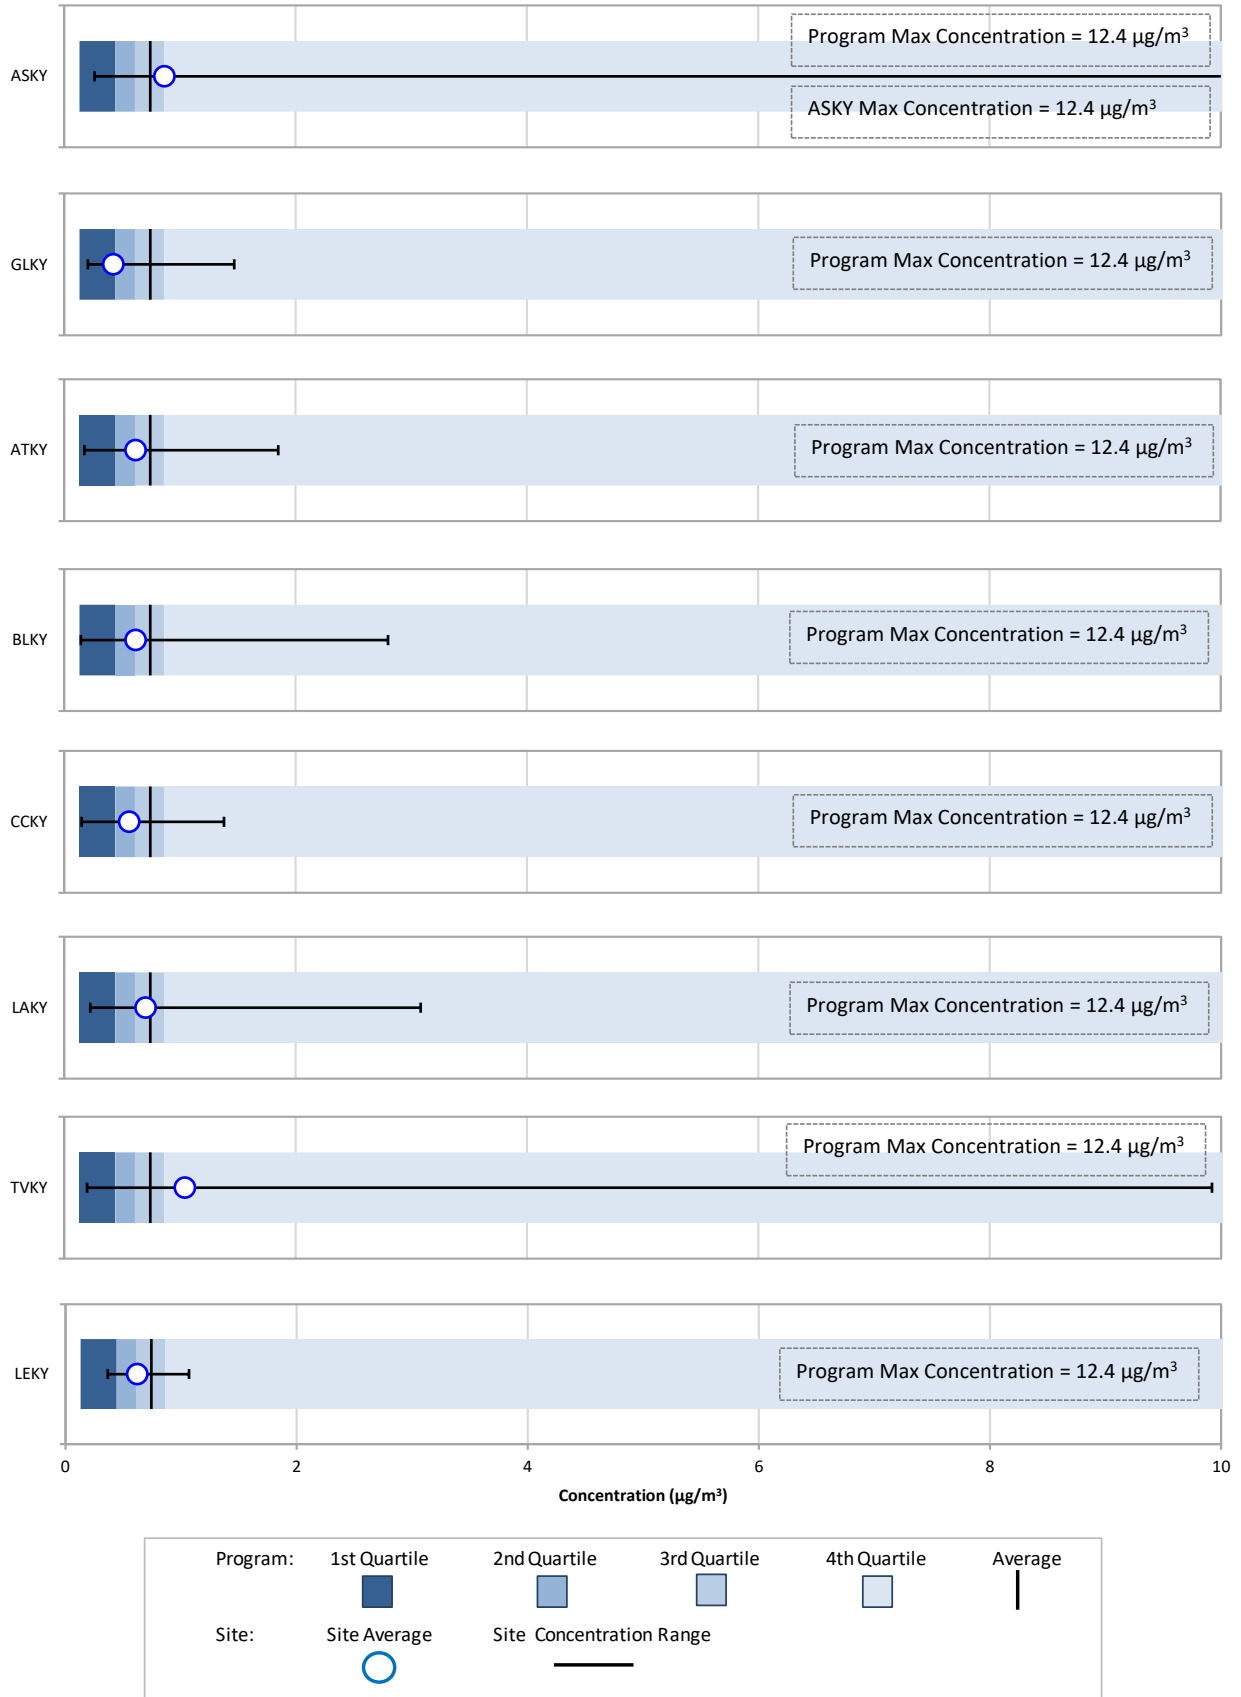 Program Max Concentration = 12.4 µg/m³
ASKY
ASKY Max Concentration = 12.4 µg/m³
GLKY
Program Max Concentration = 12.4 µg/m³
ATKY
Program Max Concentration = 12.4 µg/m³
BLKY
Program Max Concentration = 12.4 µg/m³
CCKY
Program Max Concentration = 12.4 µg/m³
LAKY
Program Max Concentration = 12.4 µg/m³
Program Max Concentration = 12.4 µg/m³
TVKY
LEKY
Program Max Concentration = 12.4 µg/m³
0 2 4 6 8 10
Concentration (µg/m³)
Program: 1st Quartile 2nd Quartile 3rd Quartile 4th Quartile Average
Site: Site Average Site Concentration Range